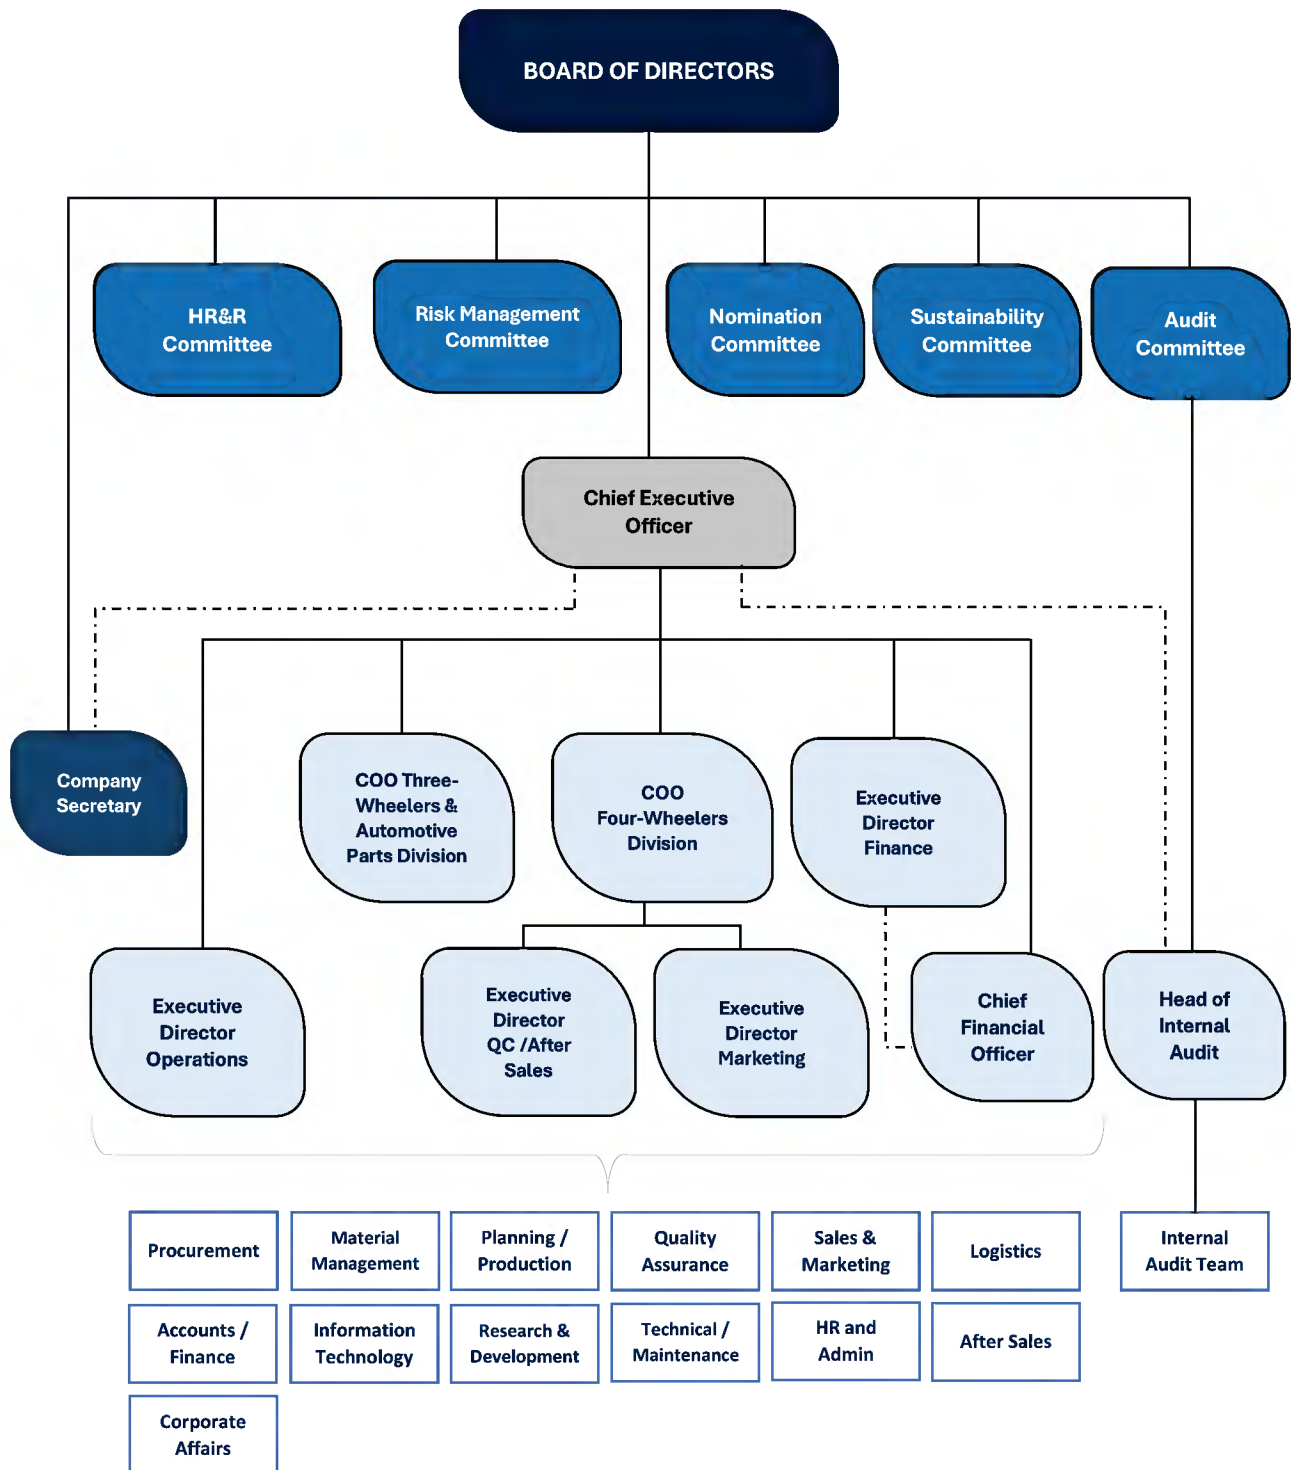 BOARD OF DIRECTORS
HR&R
Committee
Risk Management
Committee
Nomination
Committee
Sustainability
Committee
Audit
Committee
Chief Executive
Officer
Company
Secretary
COO Three-
Wheelers &
Automotive
Parts Division
COO
Four-Wheelers
Division
Executive
Director
Finance
Executive
Director
Operations
Executive
Director
QC /After
Sales
Executive
Director
Marketing
Chief
Financial
Officer
Head of
Internal
Audit
Procurement
Material
Management
Planning /
Production
Quality
Assurance
Sales &
Marketing
Logistics
Internal
Audit Team
Accounts /
Finance
Information
Technology
Research &
Development
Technical /
Maintenance
HR and
Admin
After Sales
Corporate
Affairs